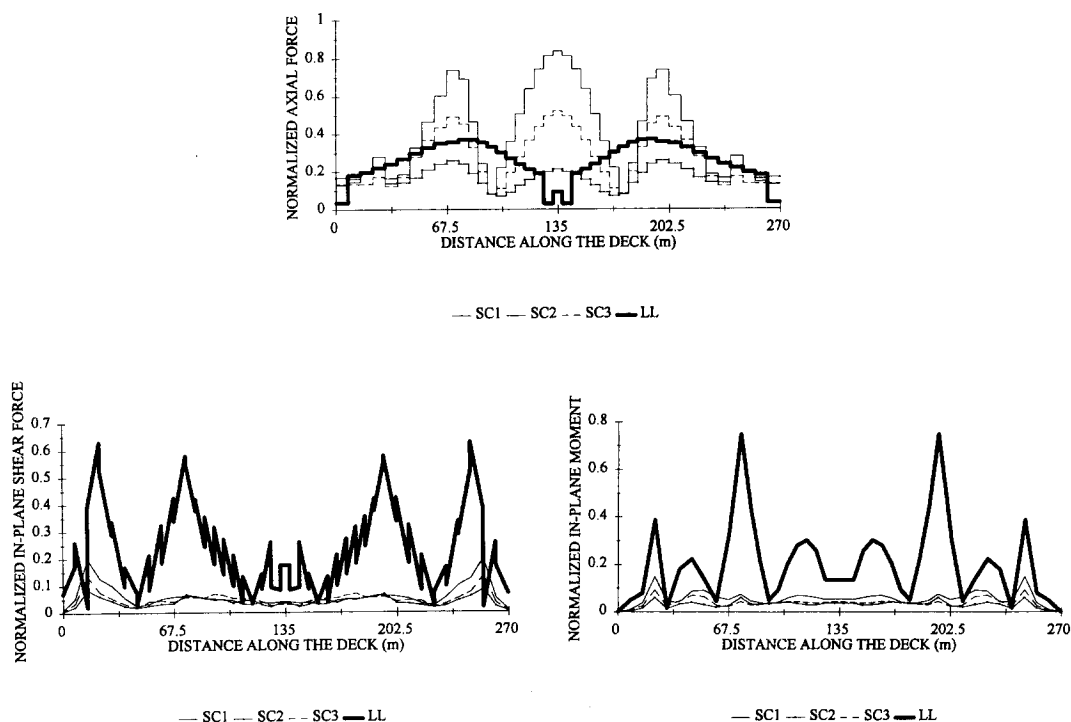 NORMALIZED AXIAL FORCE
1
0.8
0.6
0.4
0.2
0
0 67.5 135 202.5 270
DISTANCE ALONG THE DECK (m)
SC1 SC2 SC3 LL
NORMALIZED IN-PLANE SHEAR FORCE
0.7
0.6
0.5
0.4
0.3
0.2
0.1
0
0 67.5 135 202.5 270
DISTANCE ALONG THE DECK (m)
SC1 SC2 SC3 LL
NORMALIZED IN-PLANE MOMENT
0.8
0.6
0.4
0.2
0
0 67.5 135 202.5 270
DISTANCE ALONG THE DECK (m)
SC1 SC2 SC3 LL